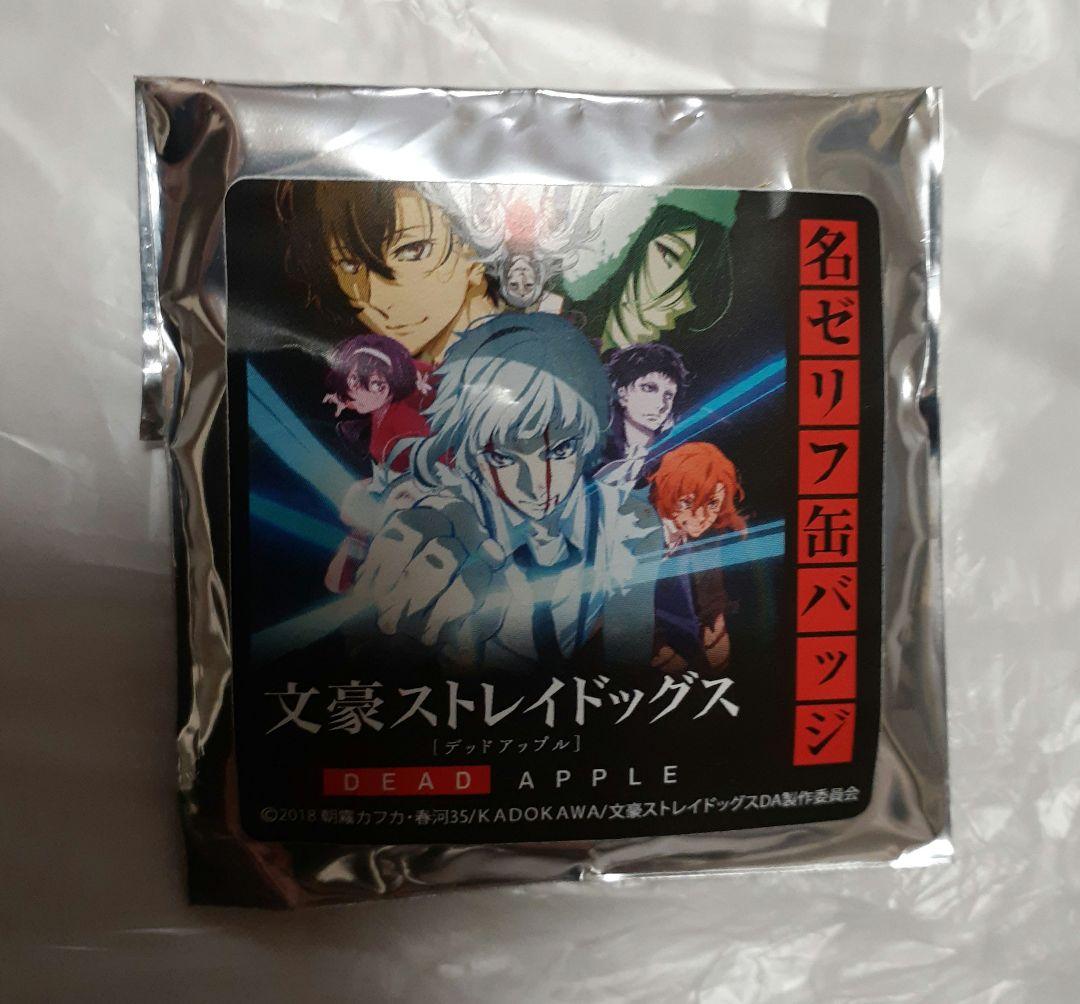 名ゼリフ缶バッジ
文豪ストレイドッグス
[デッドアップル]
DEAD APPLE
©2018 朝霧カフカ・春河35/KADOKAWA/文豪ストレイドッグスDA製作委員会